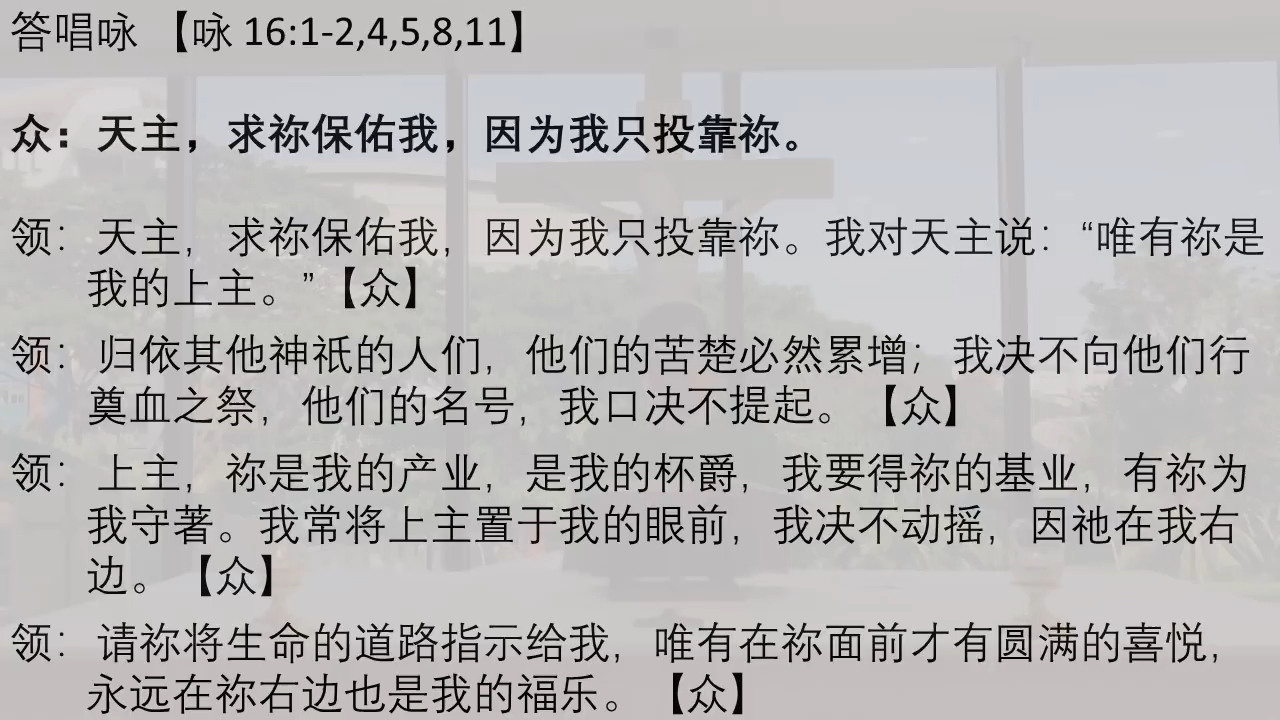 答唱咏 【咏 16:1-2,4,5,8,11】
众：天主，求祢保佑我，因为我只投靠祢。
领：天主，求祢保佑我，因为我只投靠祢。我对天主说：“唯有祢是
我的上主。”【众】
领：归依其他神祇的人们，他们的苦楚必然累增；我决不向他们行
奠血之祭，他们的名号，我口决不提起。【众】
领：上主，祢是我的产业，是我的杯爵，我要得祢的基业，有祢为
我守著。我常将上主置于我的眼前，我决不动摇，因祂在我右
边。【众】
领：请祢将生命的道路指示给我，唯有在祢面前才有圆满的喜悦，
永远在祢右边也是我的福乐。【众】